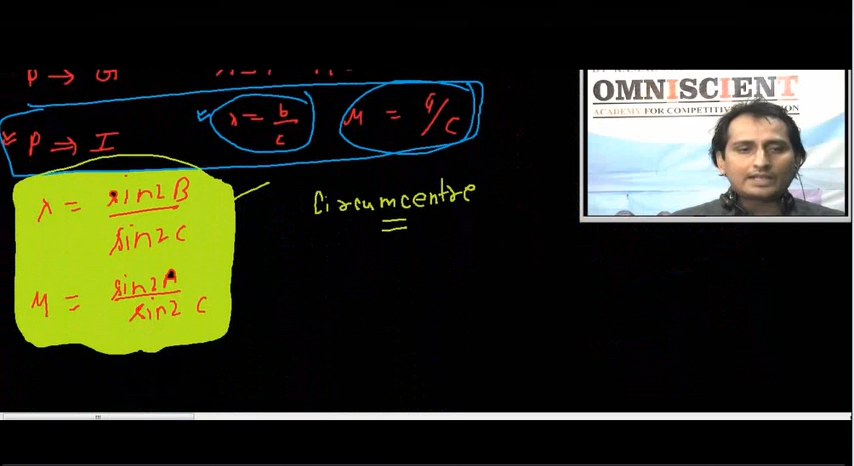 P → G
OMNISCIENT
ACADEMY FOR COMPETITIVE
P → I
λ = b/c
μ = a/c
λ = sin2B / sin2C
Circumcentre
μ = sin2A / sin2C